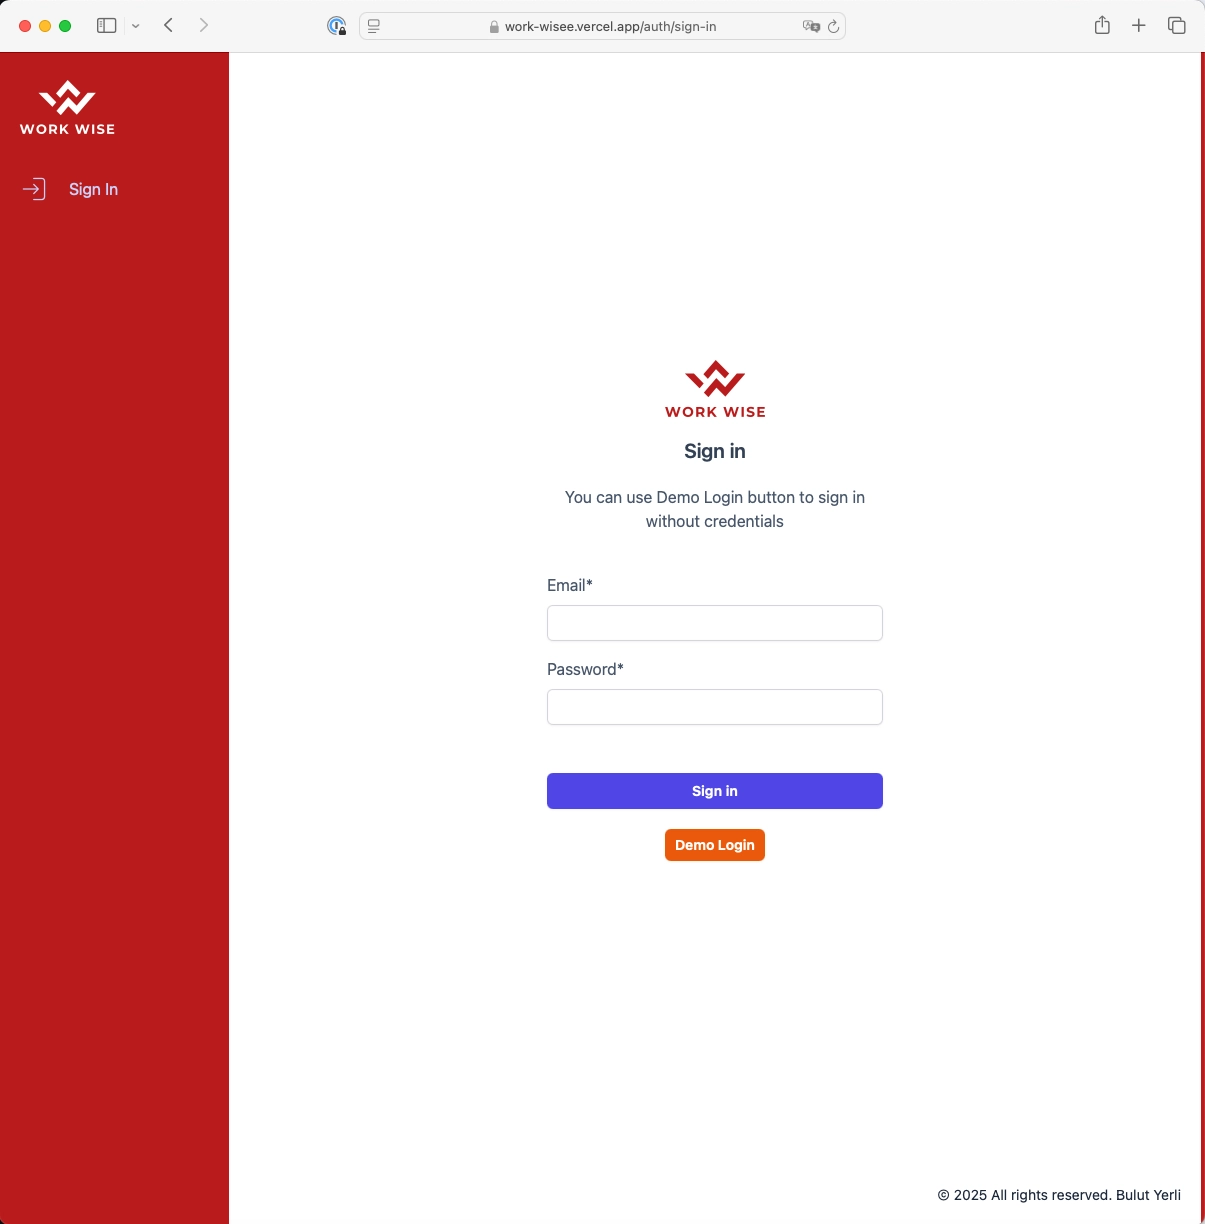 work-wisee.vercel.app/auth/sign-in
WORK WISE
Sign In
WORK WISE
Sign in
You can use Demo Login button to sign in
without credentials
Email*
Password*
Sign in
Demo Login
© 2025 All rights reserved. Bulut Yerli